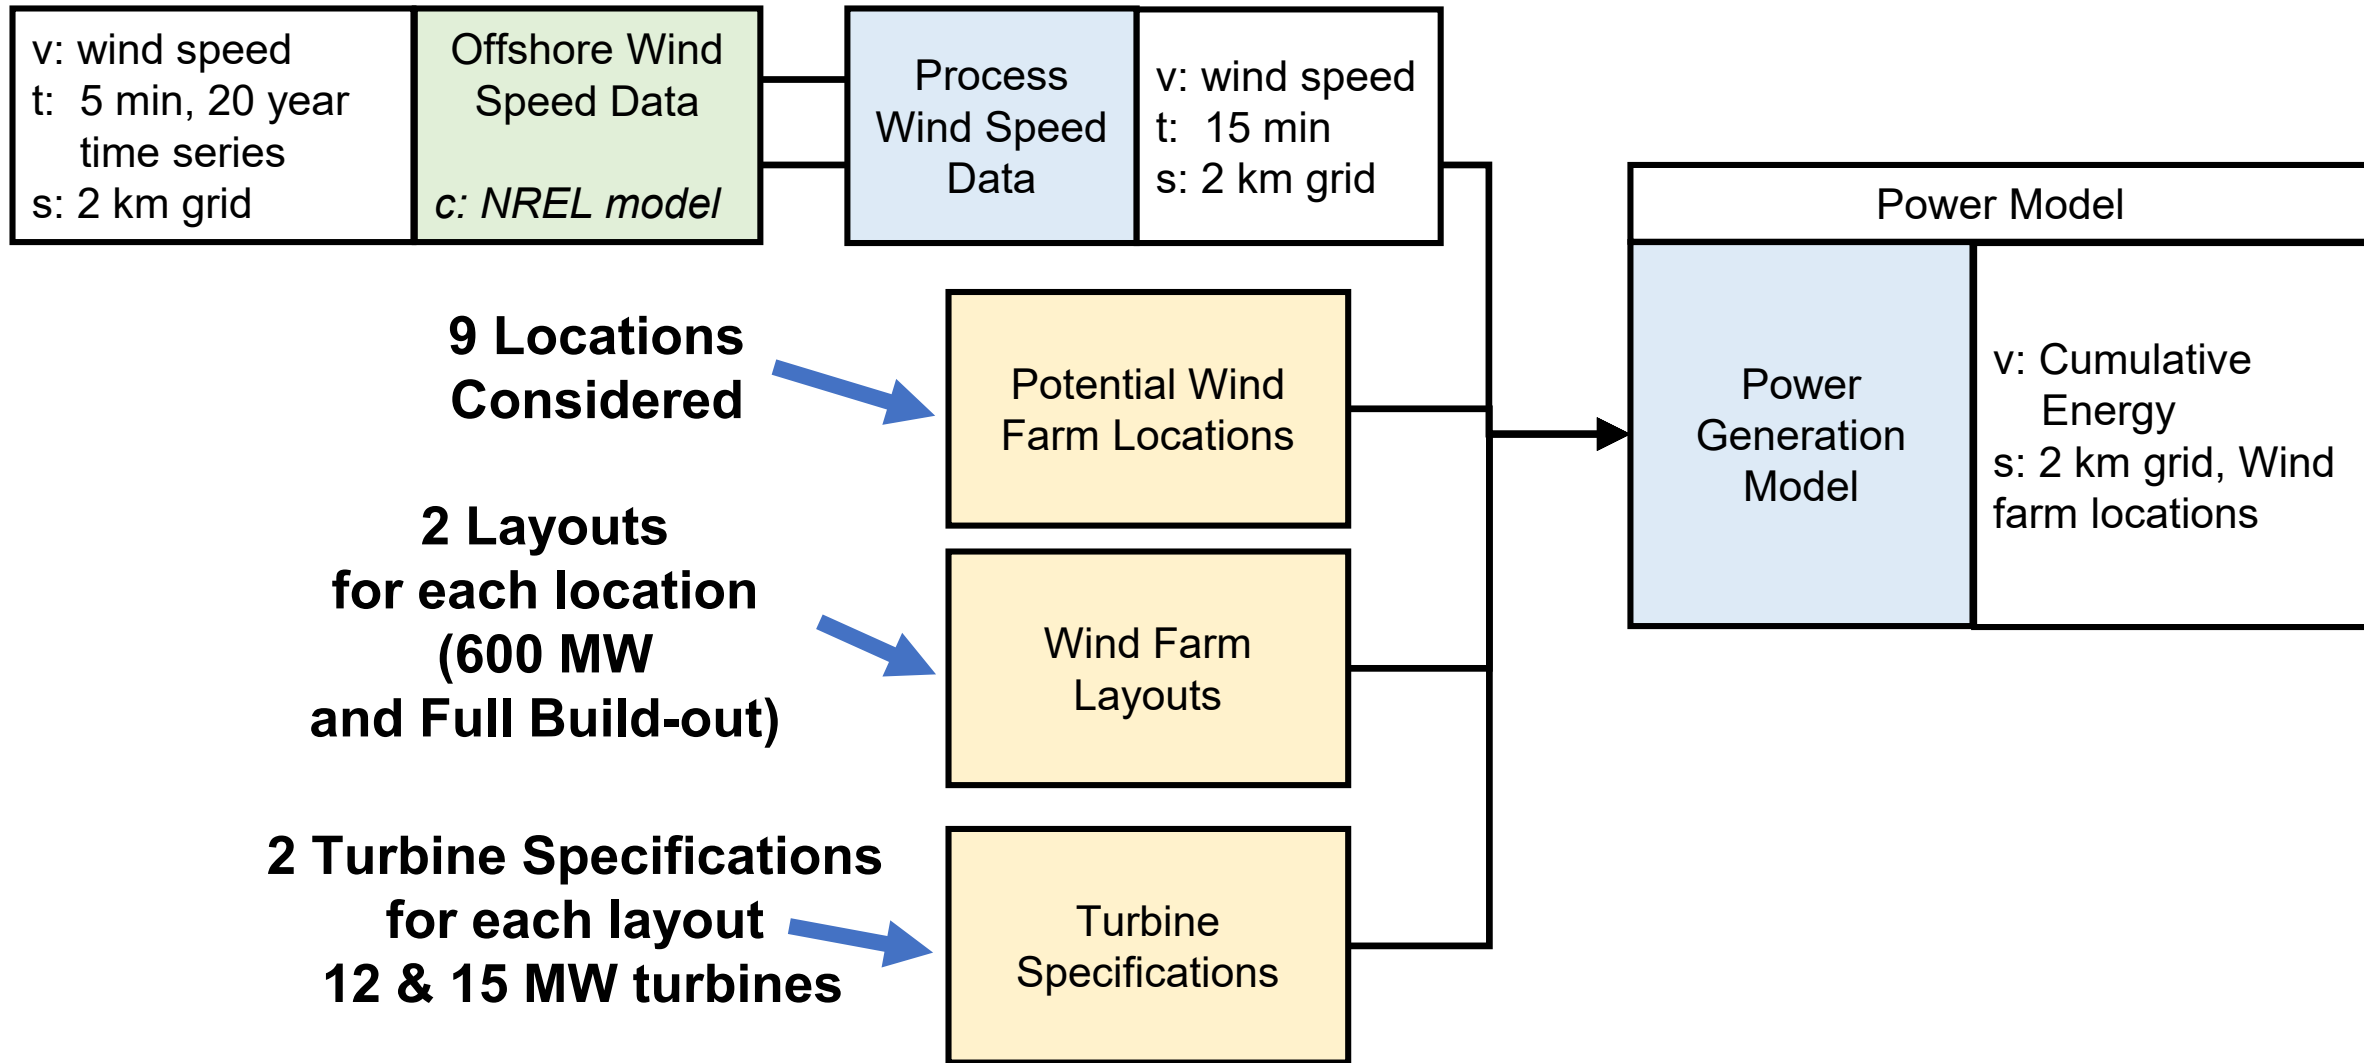 v: wind speed
t: 5 min, 20 year
time series
s: 2 km grid
Offshore Wind
Speed Data
c: NREL model
Process
Wind Speed
Data
v: wind speed
t: 15 min
s: 2 km grid
Power Model
Power
Generation
Model
v: Cumulative
Energy
s: 2 km grid, Wind
farm locations
9 Locations
Considered
Potential Wind
Farm Locations
2 Layouts
for each location
(600 MW
and Full Build-out)
Wind Farm
Layouts
2 Turbine Specifications
for each layout
12 & 15 MW turbines
Turbine
Specifications